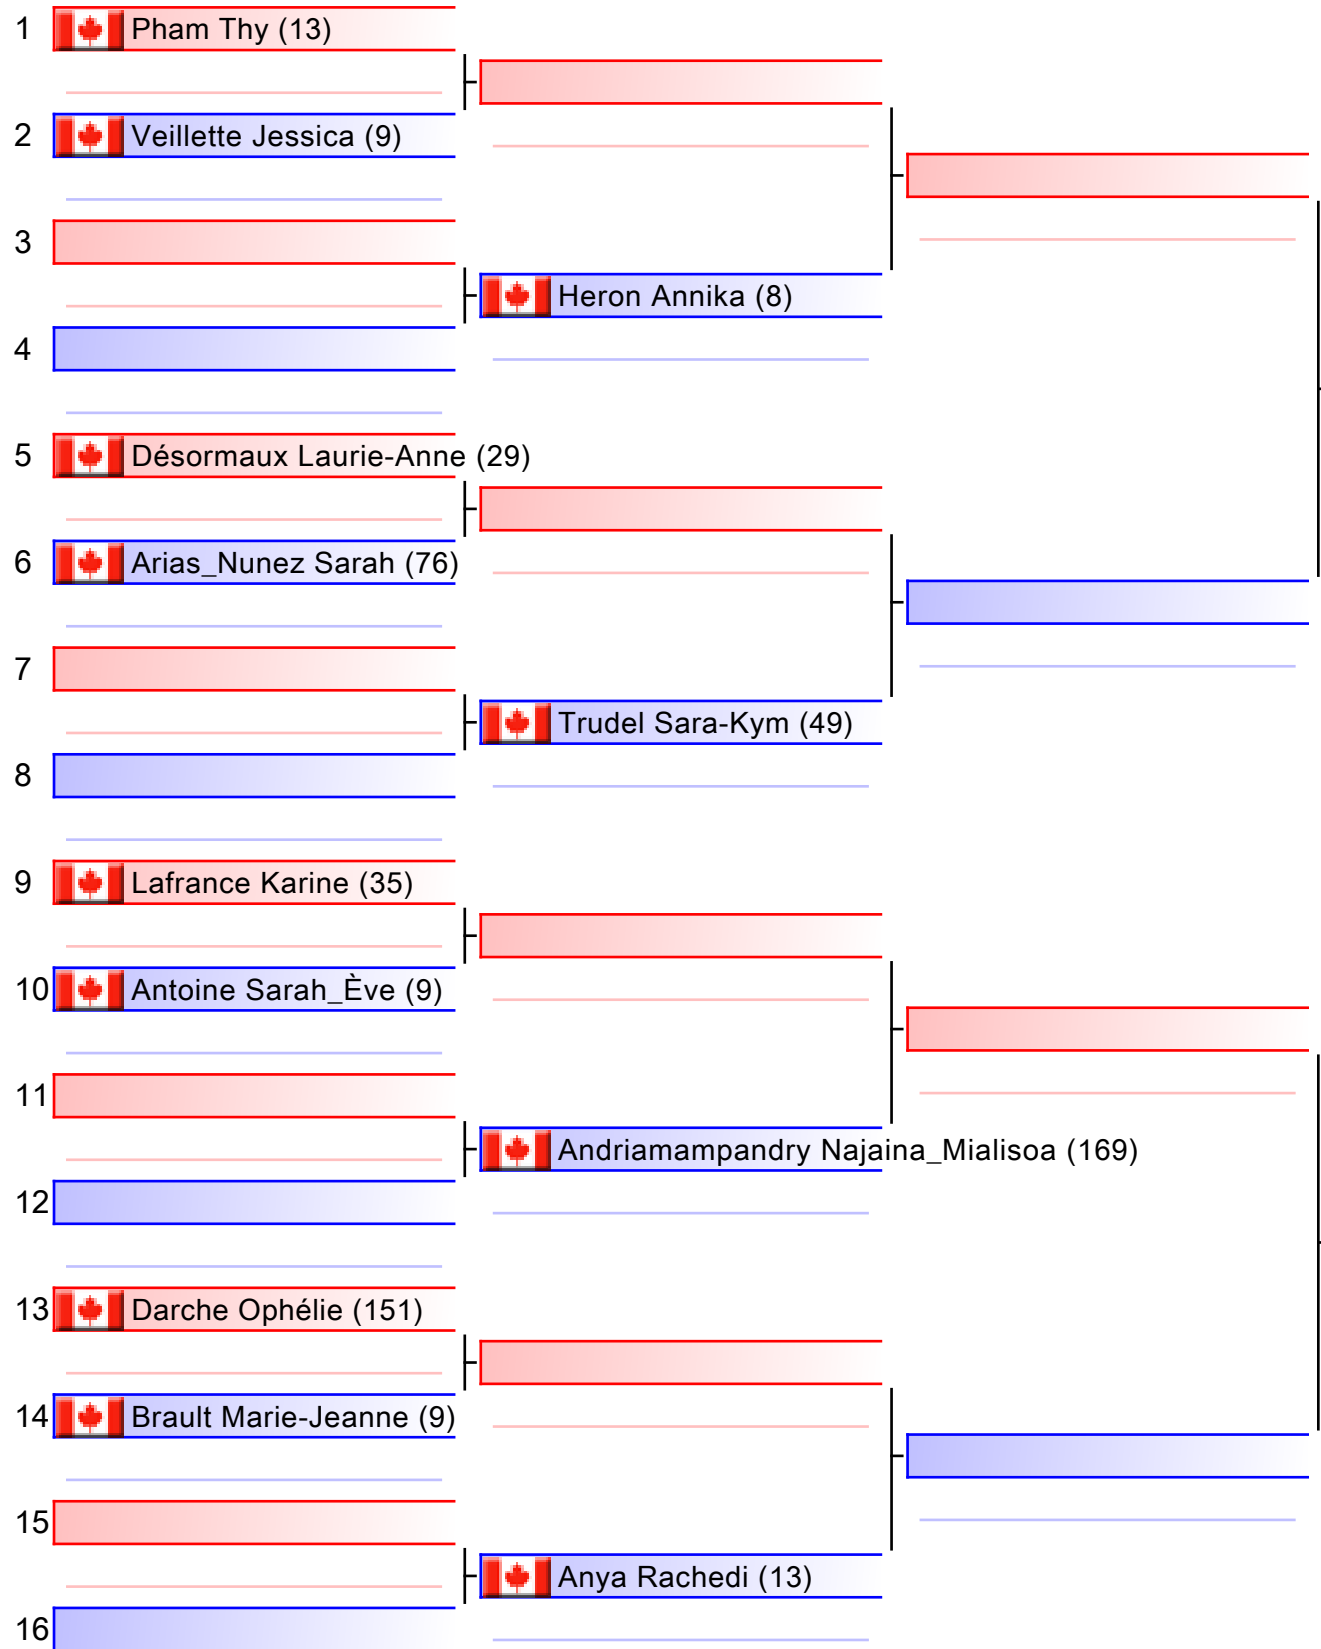 1 Pham Thy (13)
2 Veillette Jessica (9)
3
Heron Annika (8)
4
5 Désormaux Laurie-Anne (29)
6 Arias_Nunez Sarah (76)
7
Trudel Sara-Kym (49)
8
9 Lafrance Karine (35)
10 Antoine Sarah_Ève (9)
11
Andriamampandry Najaina_Mialisoa (169)
12
13 Darche Ophélie (151)
14 Brault Marie-Jeanne (9)
15
Anya Rachedi (13)
16